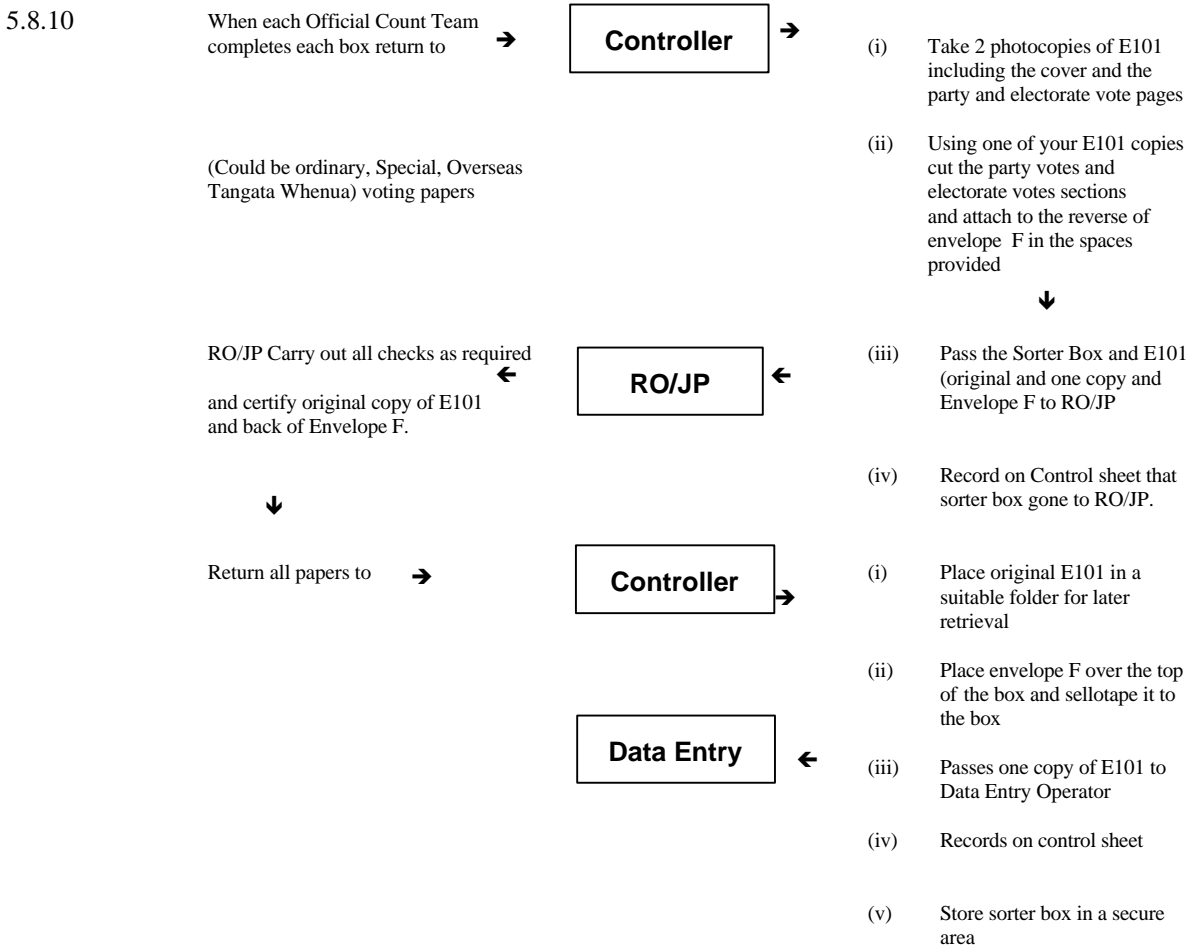 5.8.10
When each Official Count Team
completes each box return to
Controller
(i) Take 2 photocopies of E101
including the cover and the
party and electorate vote pages
(Could be ordinary, Special, Overseas
Tangata Whenua) voting papers
(ii) Using one of your E101 copies
cut the party votes and
electorate votes sections
and attach to the reverse of
envelope F in the spaces
provided
(iii) Pass the Sorter Box and E101
(original and one copy and
Envelope F to RO/JP
(iv) Record on Control sheet that
sorter box gone to RO/JP.
RO/JP
RO/JP Carry out all checks as required
and certify original copy of E101
and back of Envelope F.
Return all papers to
Controller
(i) Place original E101 in a
suitable folder for later
retrieval
(ii) Place envelope F over the top
of the box and sellotape it to
the box
Data Entry
(iii) Passes one copy of E101 to
Data Entry Operator
(iv) Records on control sheet
(v) Store sorter box in a secure
area